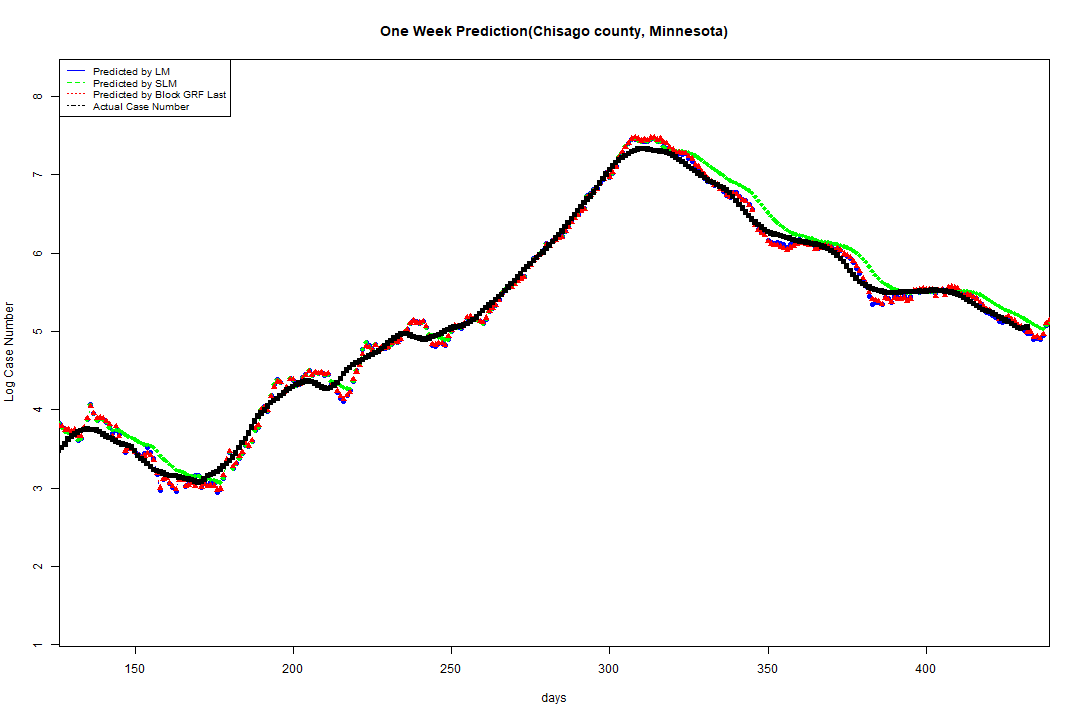 One Week Prediction(Chisago county, Minnesota)
Predicted by LM
Predicted by SLM
Predicted by Block GRF Last
Actual Case Number
Log Case Number
8
7
6
5
4
3
2
1
150 200 250 300 350 400
days